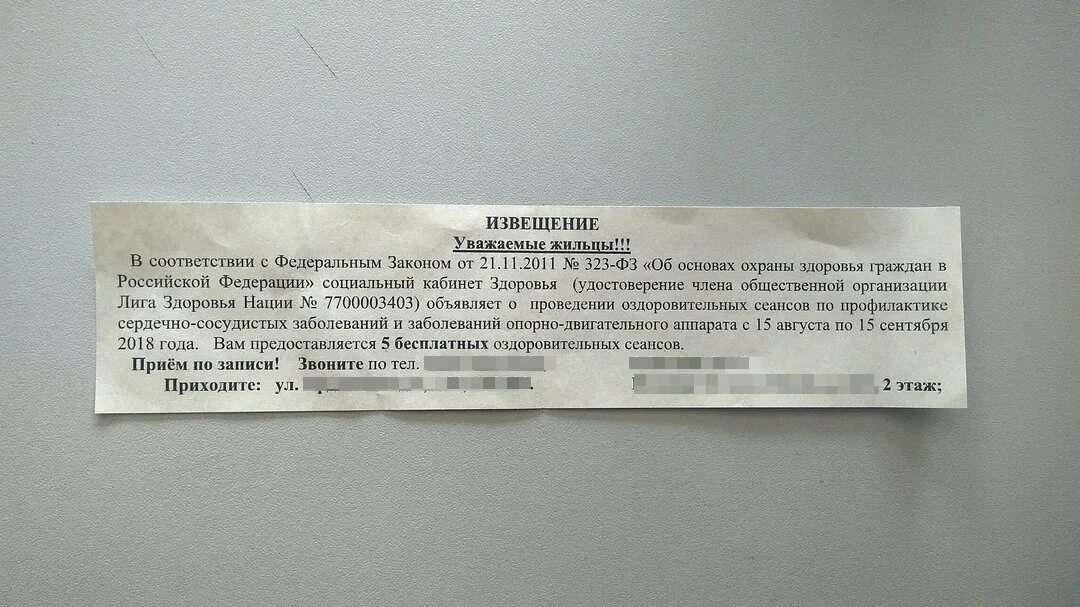 ИЗВЕЩЕНИЕ
Уважаемые жильцы!!!
В соответствии с Федеральным Законом от 21.11.2011 № 323-ФЗ «Об основах охраны здоровья граждан в
Российской Федерации» социальный кабинет Здоровья (удостоверение члена общественной организации
Лига Здоровья Нации № 7700003403) объявляет о проведении оздоровительных сеансов по профилактике
сердечно-сосудистых заболеваний и заболеваний опорно-двигательного аппарата с 15 августа по 15 сентября
2018 года. Вам предоставляется 5 бесплатных оздоровительных сеансов.
Приём по записи! Звоните по тел.
Приходите: ул. 2 этаж;